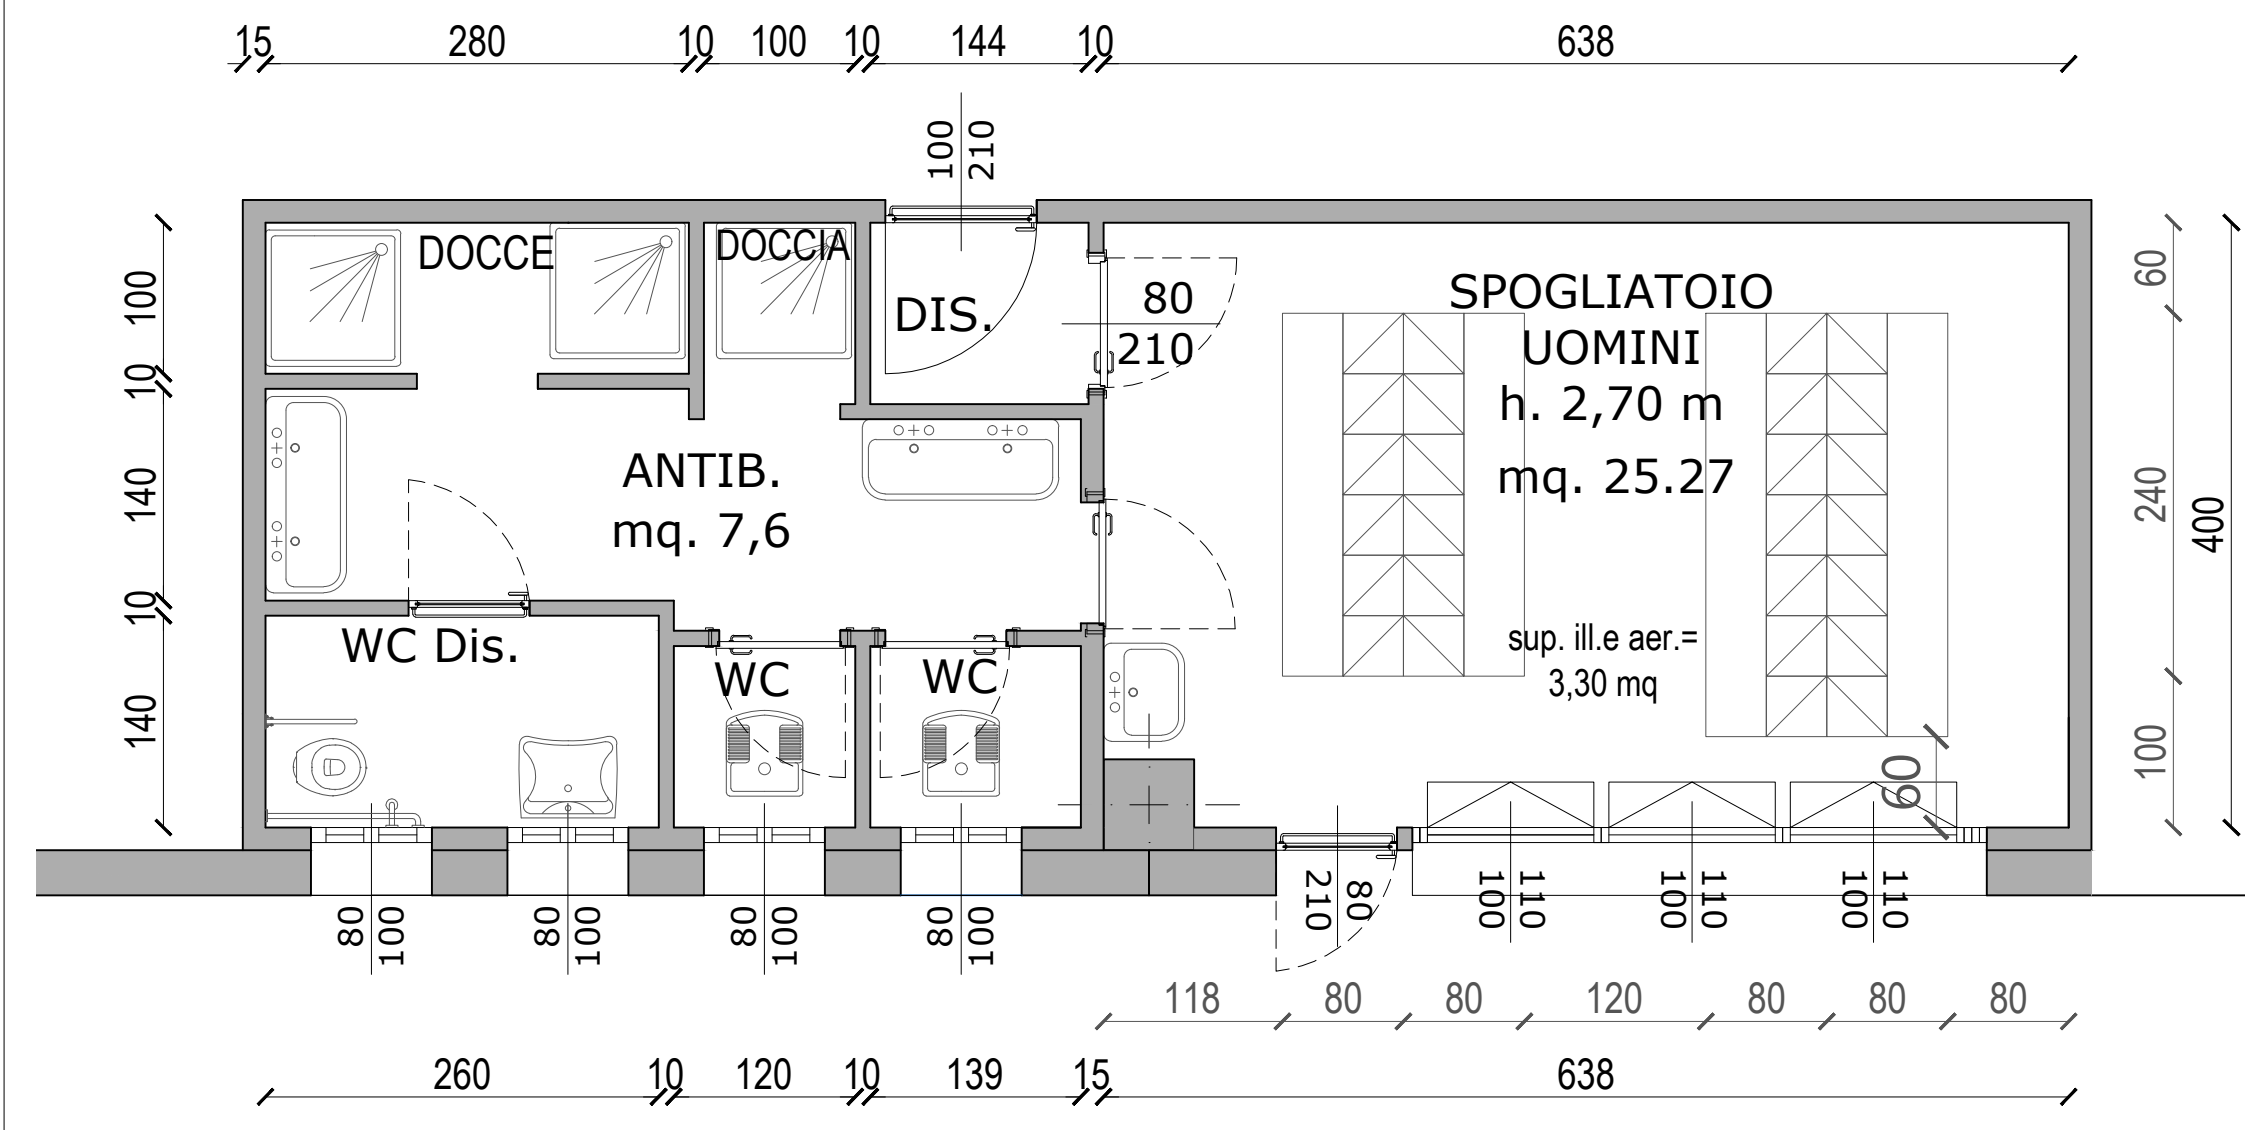 15 280 10 100 10 144 10 638
100
210
DOCCE
DOCCIA
DIS.
80
210
SPOGLIATOIO
UOMINI
h. 2,70 m
mq. 25.27
sup. ill.e aer.=
3,30 mq
ANTIB.
mq. 7,6
WC Dis.
WC
WC
100
10
140
10
140
60
240
100
400
60
80
100
80
100
80
100
80
100
80
210
110
100
110
100
110
100
118 80 80 120 80 80 80
260 10 120 10 139 15 638